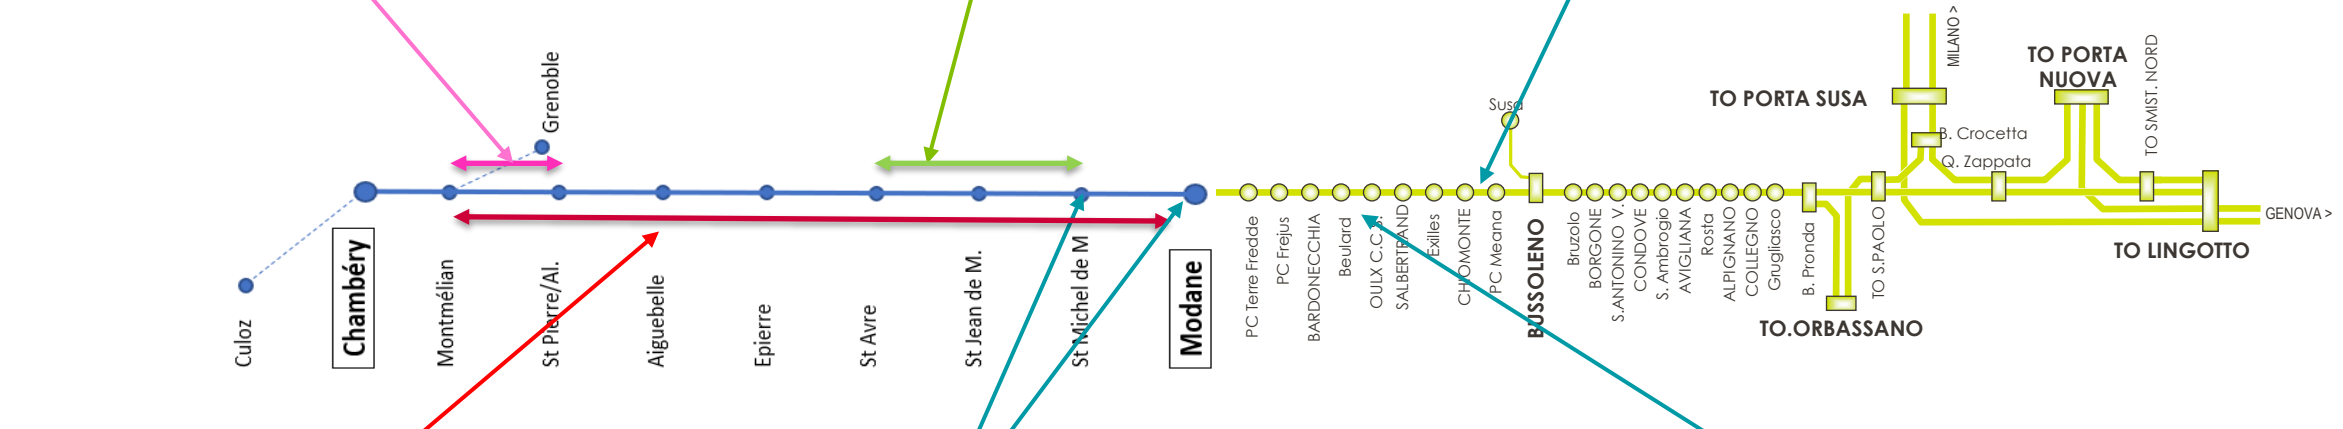 Culoz
Chambéry
Montmélian
Grenoble
St Pierre/Al.
Aiguebelle
Epierre
St Avre
St Jean de M.
St Michel de M
Modane
PC Terre Fredde
PC Frejus
BARDONECCHIA
Beulard
OULX C.C.S.
SALBERTRAND
Exilles
CHIOMONTE
PC Meana
Susa
BUSSOLENO
Bruzolo
BORGONE
S.ANTONINO V.
CONDOVE
S. Ambrogio
AVIGLIANA
Rosta
ALPIGNANO
COLLEGNO
Grugliasco
B. Pronda
TO.ORBASSANO
TO S.PAOLO
TO PORTA SUSA
MILANO >
B. Crocetta
Q. Zappata
TO PORTA
NUOVA
TO SMIST. NORD
TO LINGOTTO
GENOVA >